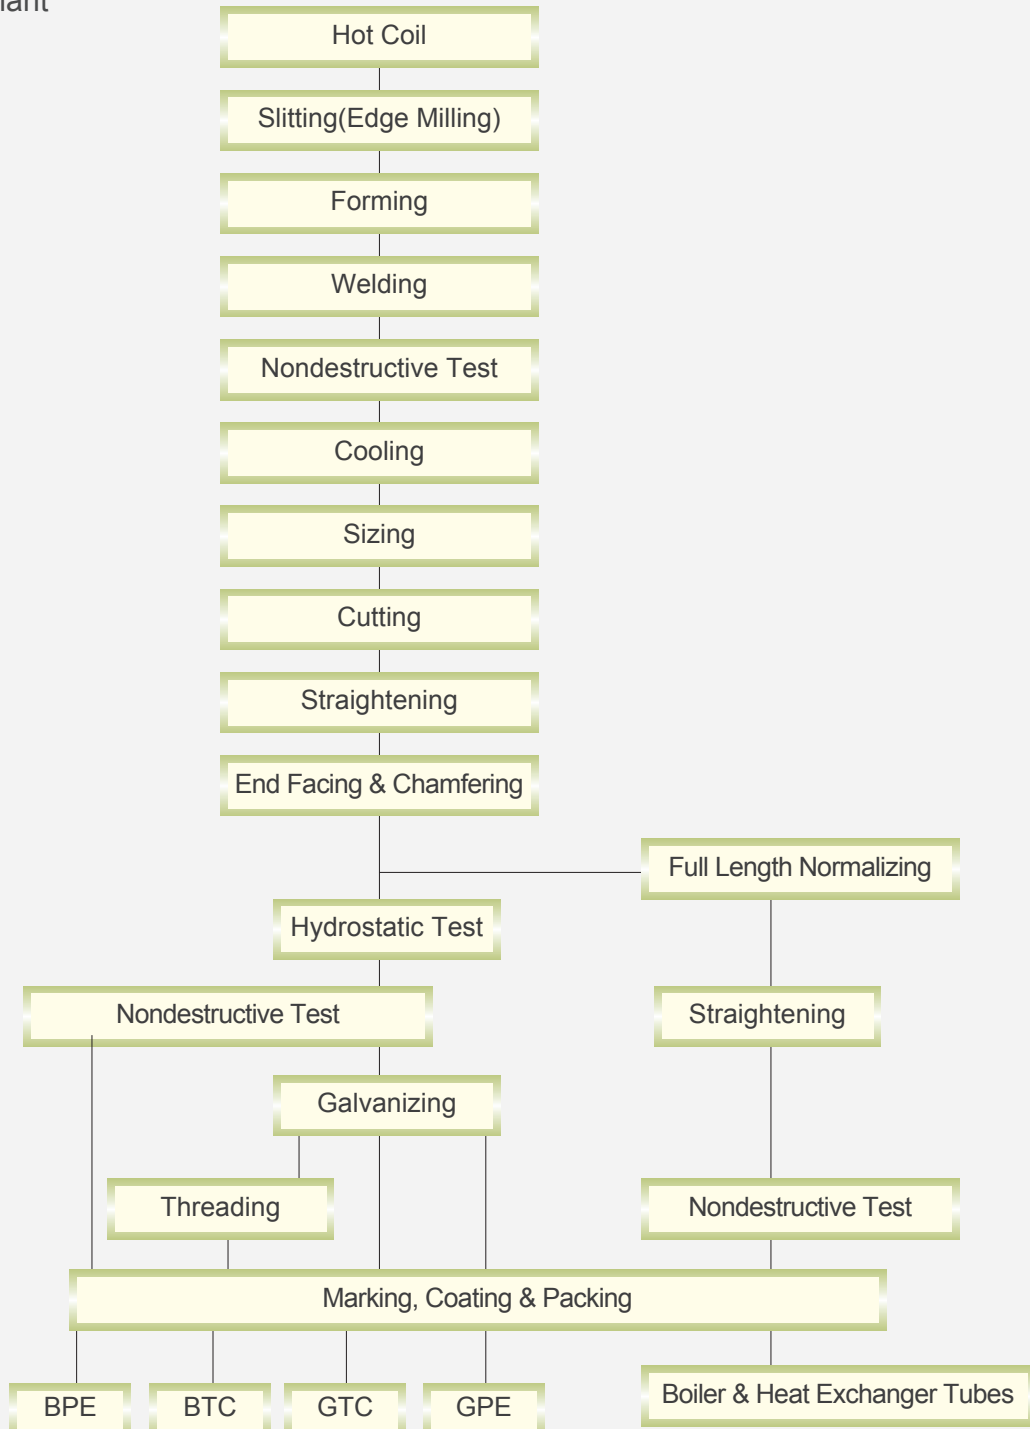 Hot Coil
Slitting(Edge Milling)
Forming
Welding
Nondestructive Test
Cooling
Sizing
Cutting
Straightening
End Facing & Chamfering
Full Length Normalizing
Hydrostatic Test
Nondestructive Test
Straightening
Galvanizing
Threading
Nondestructive Test
Marking, Coating & Packing
BPE
BTC
GTC
GPE
Boiler & Heat Exchanger Tubes